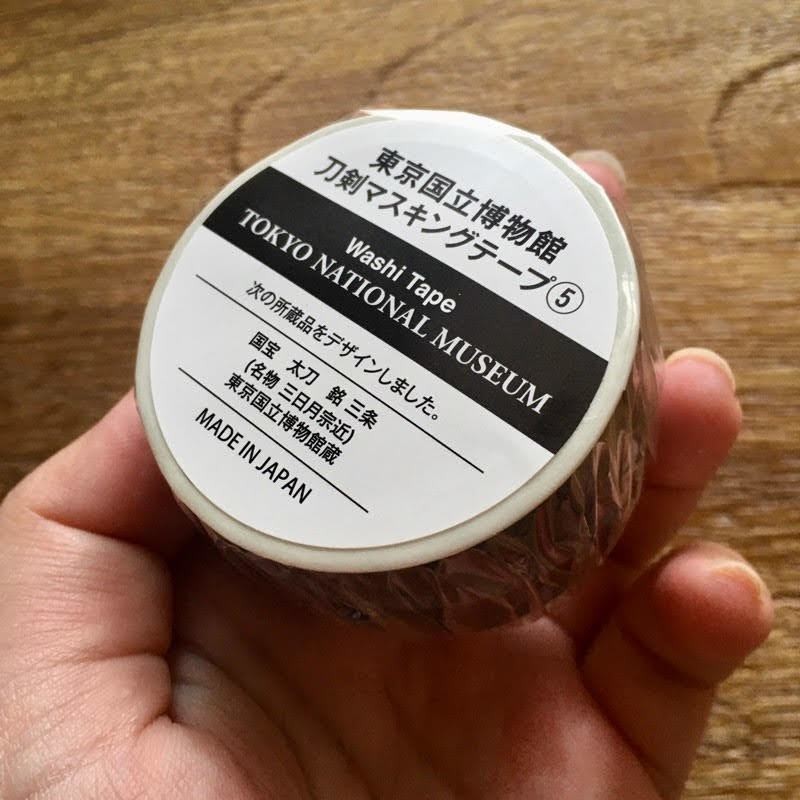 東京国立博物館
刀剣マスキングテープ⑤
Washi Tape
TOKYO NATIONAL MUSEUM
次の所蔵品をデザインしました。
国宝　太刀　銘 三条
(名物 三日月宗近)
東京国立博物館蔵
MADE IN JAPAN